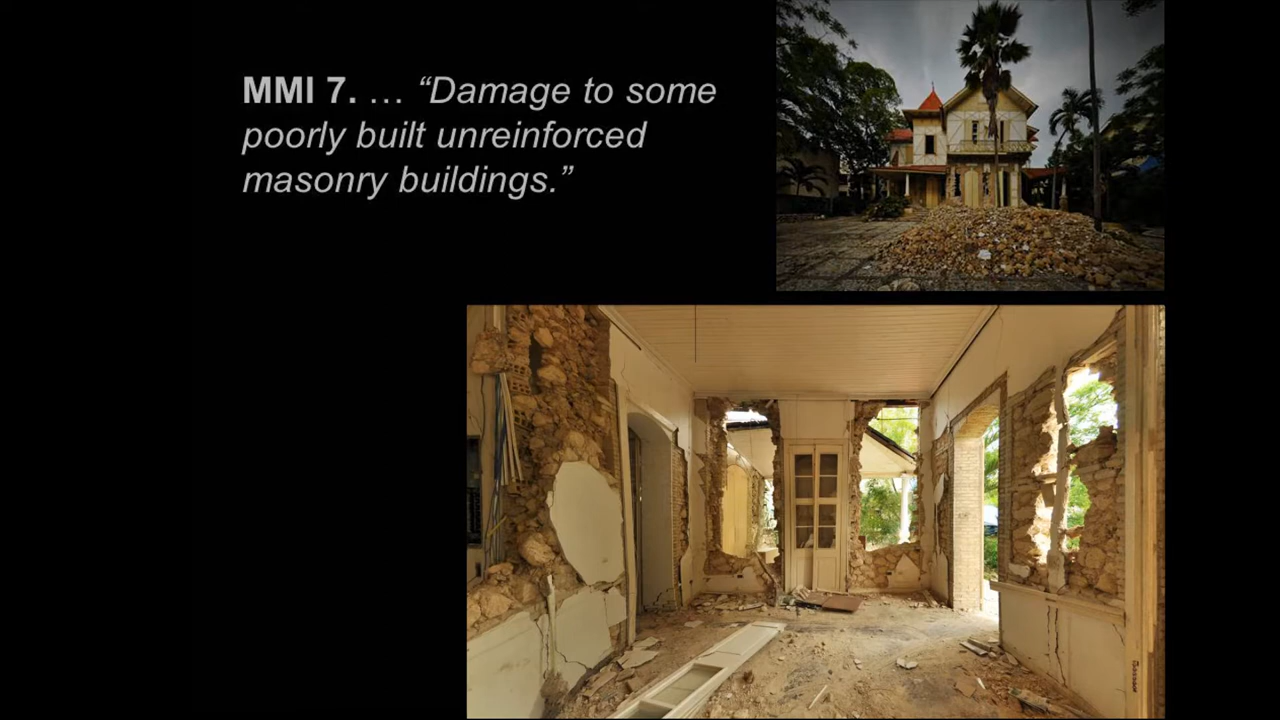 MMI 7. … “Damage to some
poorly built unreinforced
masonry buildings.”